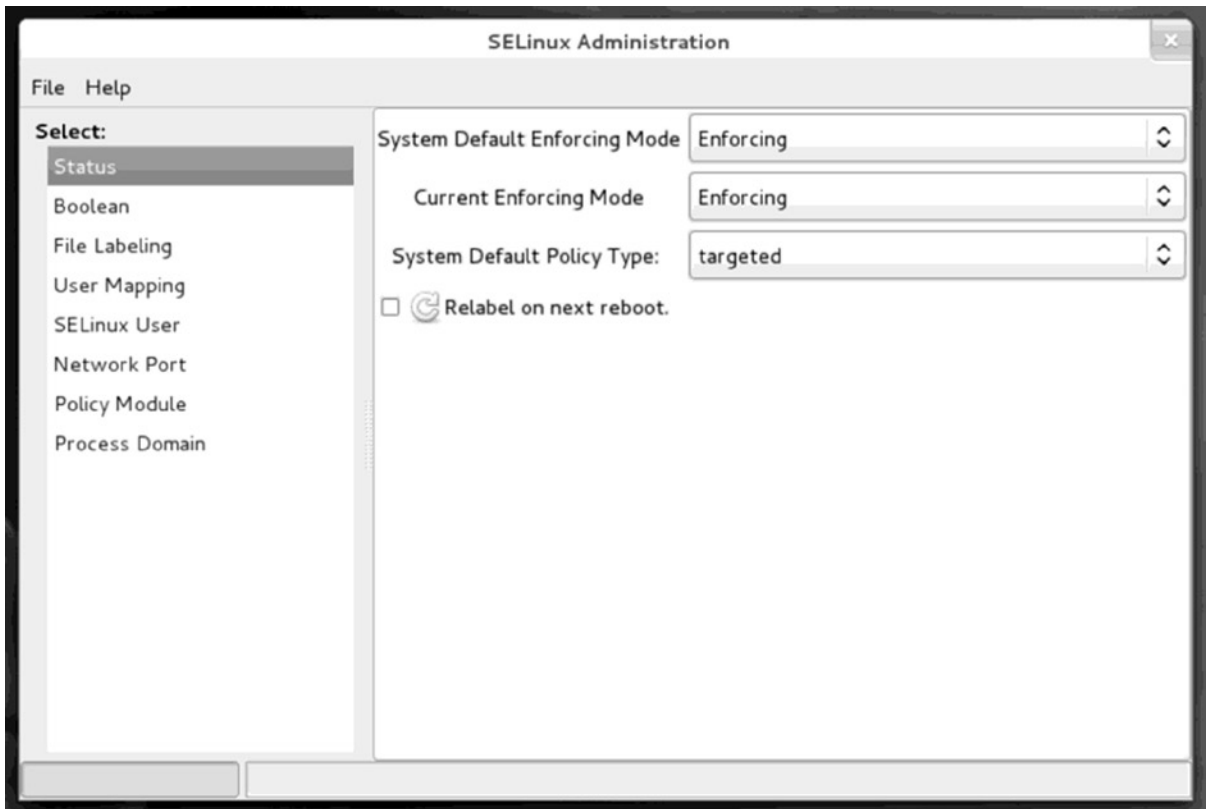 SELinux Administration
File Help
Select:
Status
Boolean
File Labeling
User Mapping
SELinux User
Network Port
Policy Module
Process Domain
System Default Enforcing Mode Enforcing
Current Enforcing Mode Enforcing
System Default Policy Type: targeted
Relabel on next reboot.